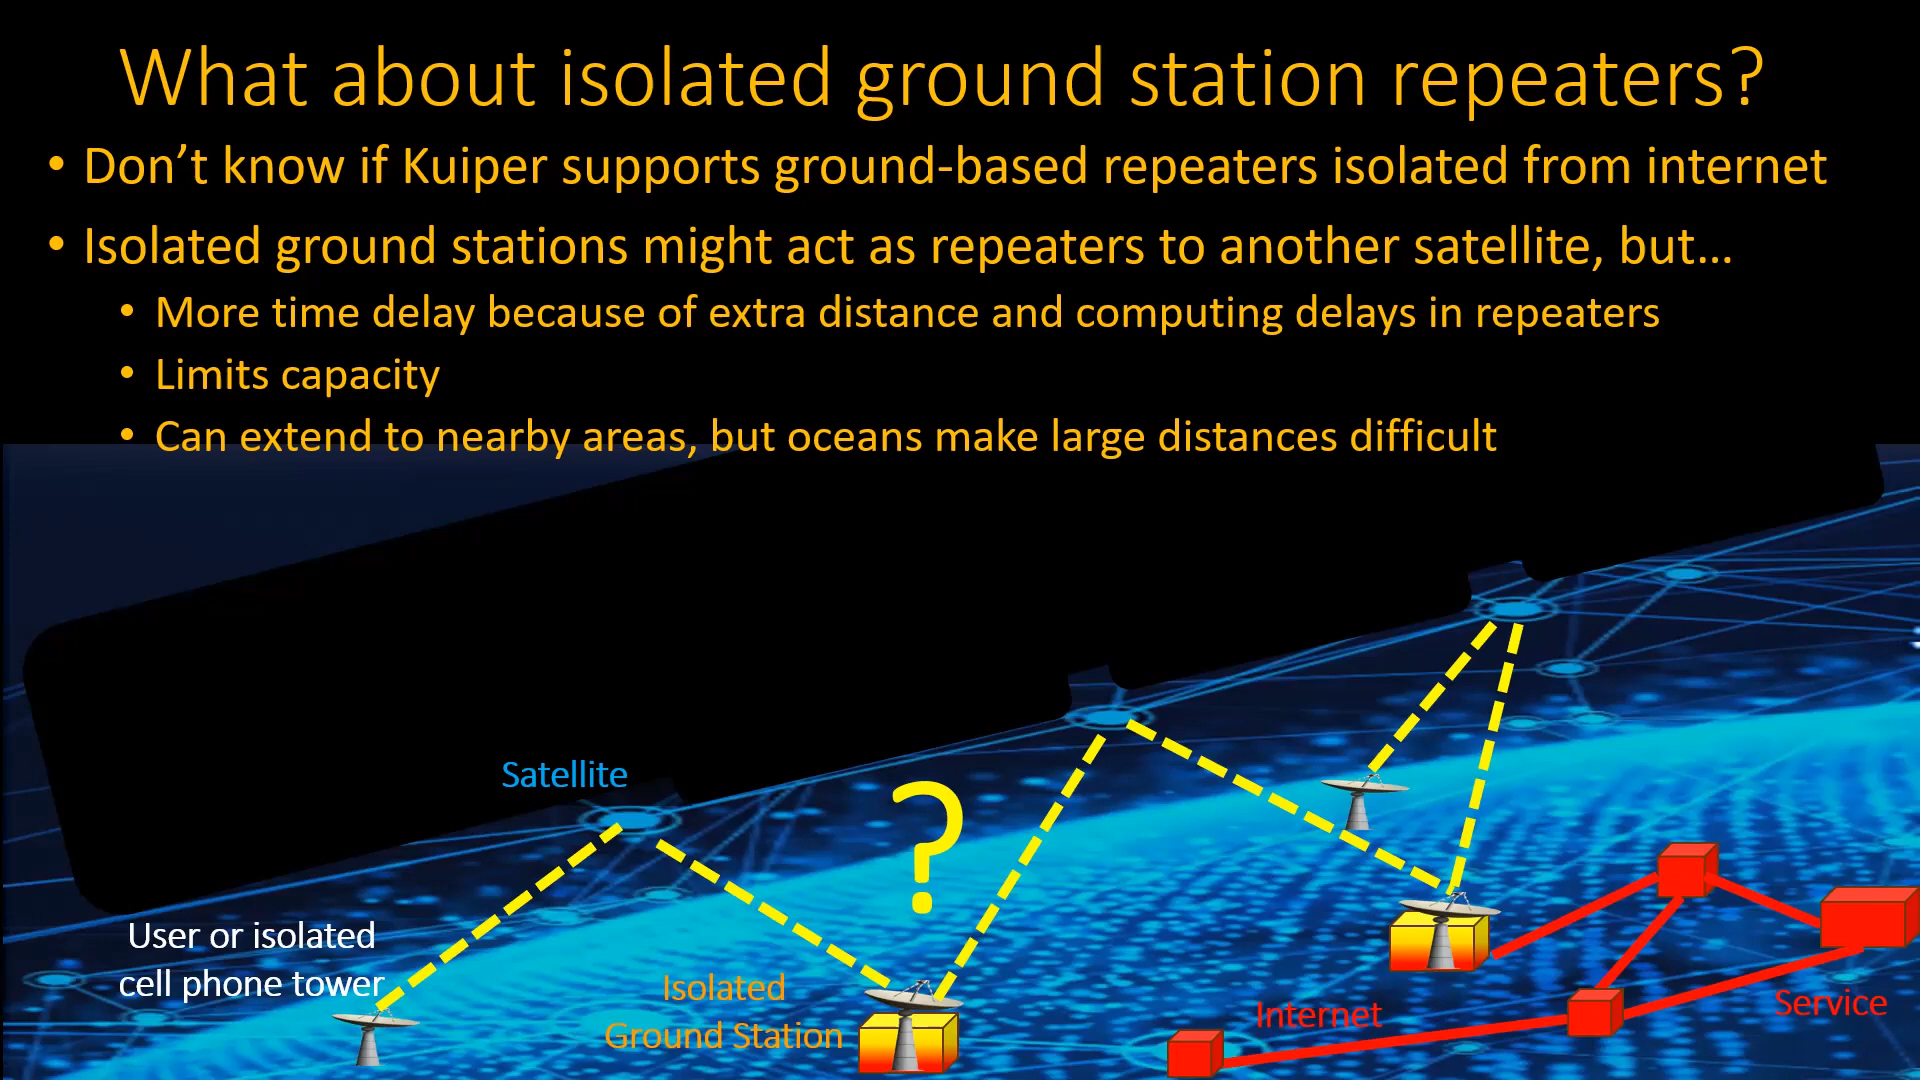 What about isolated ground station repeaters?
• Don’t know if Kuiper supports ground-based repeaters isolated from internet
• Isolated ground stations might act as repeaters to another satellite, but…
• More time delay because of extra distance and computing delays in repeaters
• Limits capacity
• Can extend to nearby areas, but oceans make large distances difficult
Satellite
?
User or isolated
cell phone tower
Isolated
Ground Station
Internet
Service